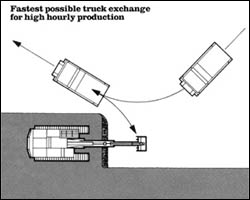 Fastest possible truck exchange
for high hourly production